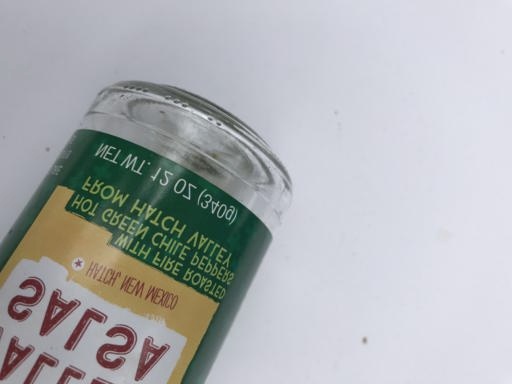 SALSA
HATCH, NEW MEXICO
WITH FIRE ROASTED
HOT GREEN CHILE PEPPERS
FROM HATCH VALLEY
NET WT. 12 OZ (340g)